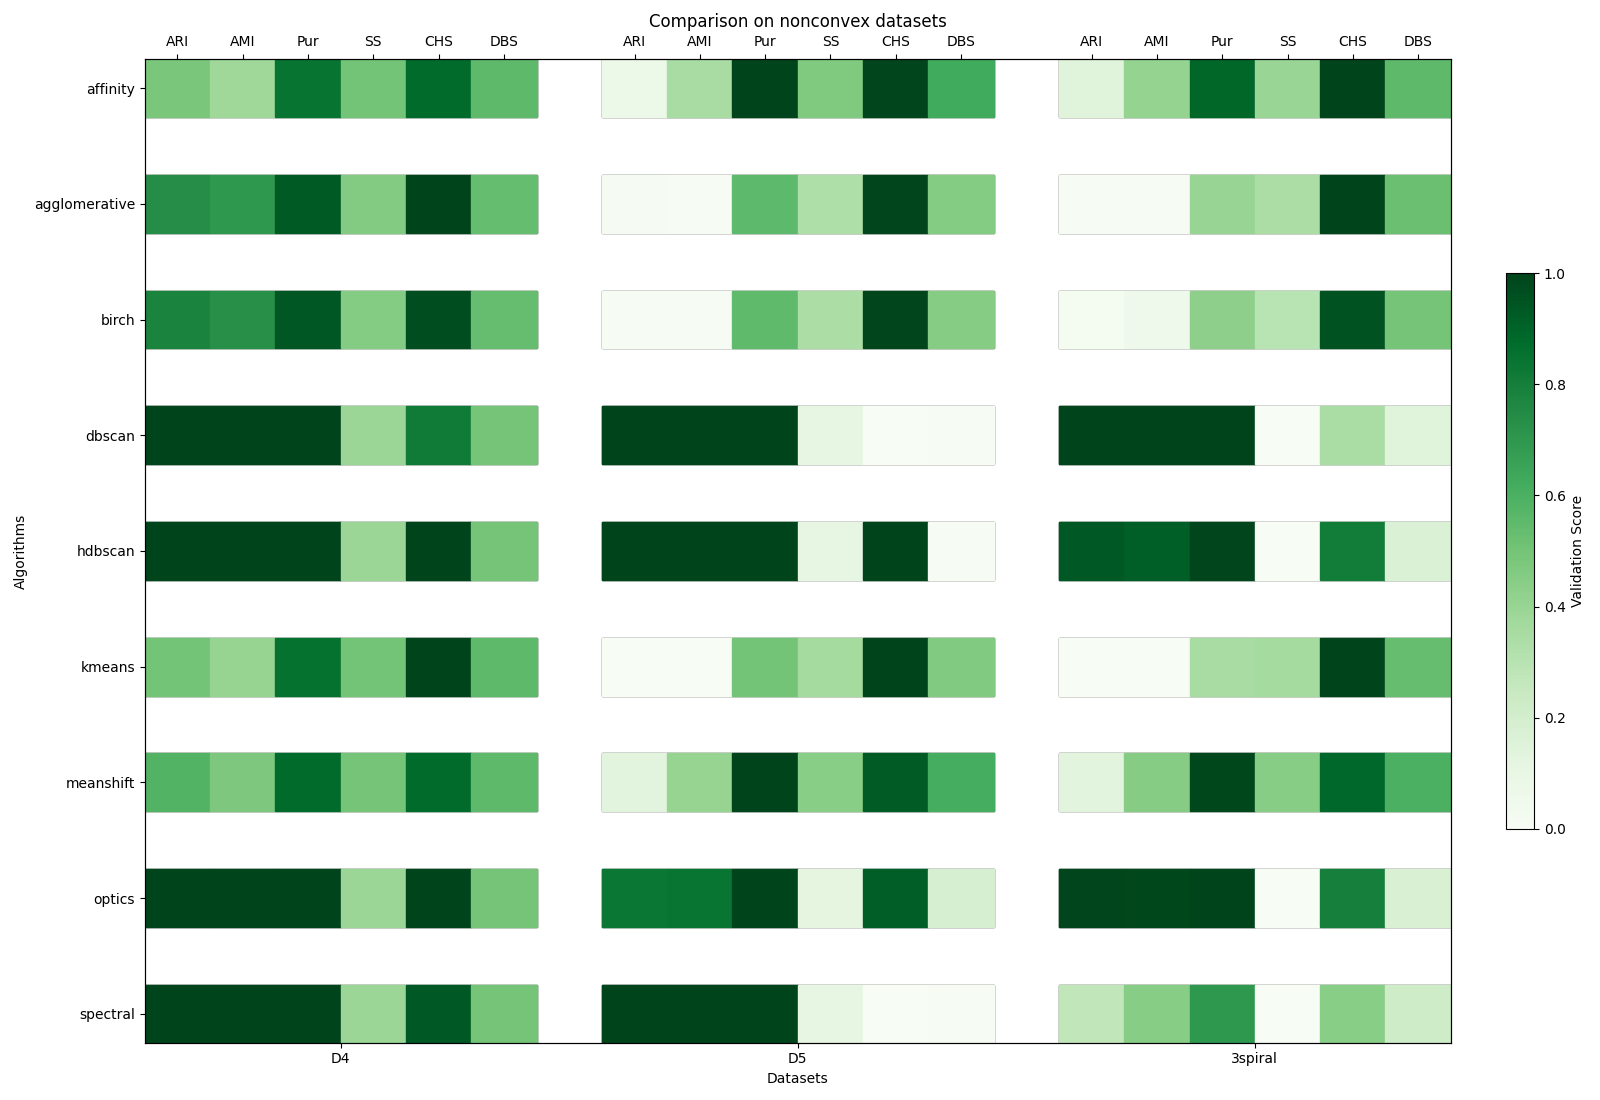 Comparison on nonconvex datasets
ARI AMI Pur SS CHS DBS ARI AMI Pur SS CHS DBS ARI AMI Pur SS CHS DBS
affinity
agglomerative
birch
dbscan
hdbscan
kmeans
meanshift
optics
spectral
Algorithms
D4 D5 3spiral
Datasets
1.0
0.8
0.6
0.4
0.2
0.0
Validation Score